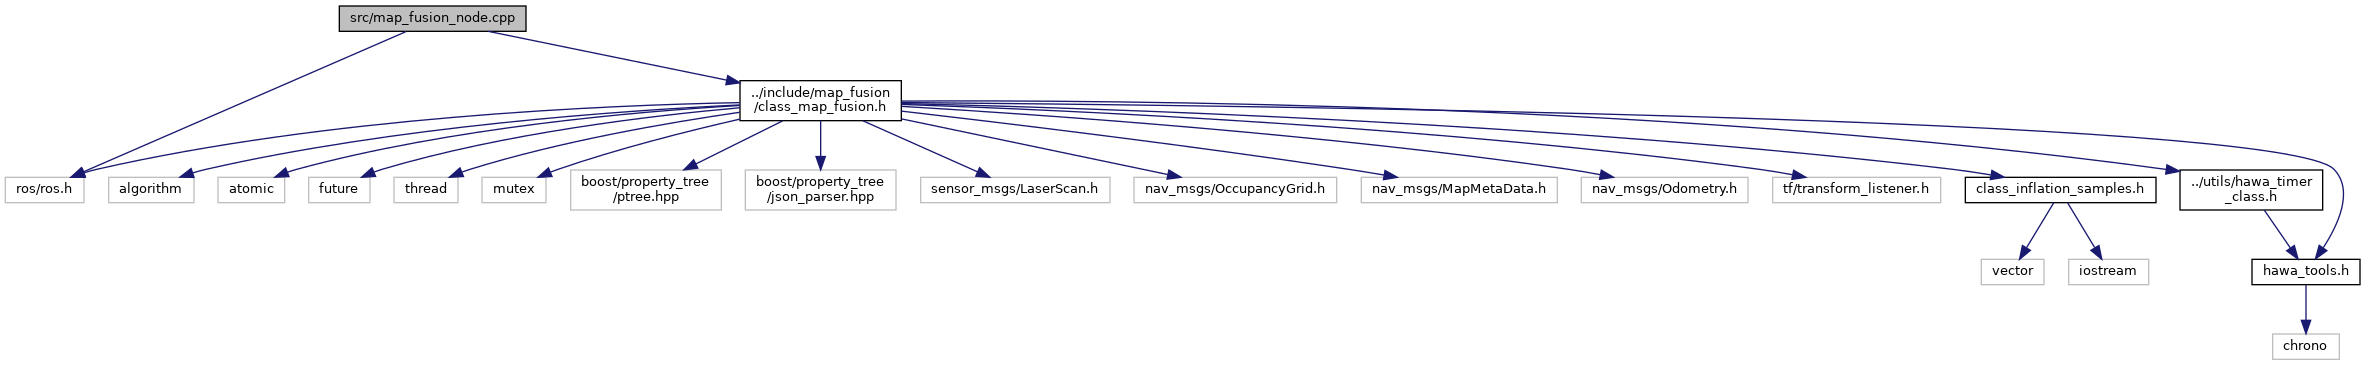 src/map_fusion_node.cpp
../include/map_fusion
/class_map_fusion.h
ros/ros.h
algorithm
atomic
future
thread
mutex
boost/property_tree
/ptree.hpp
boost/property_tree
/json_parser.hpp
sensor_msgs/LaserScan.h
nav_msgs/OccupancyGrid.h
nav_msgs/MapMetaData.h
nav_msgs/Odometry.h
tf/transform_listener.h
class_inflation_samples.h
../utils/hawa_timer
_class.h
vector
iostream
hawa_tools.h
chrono